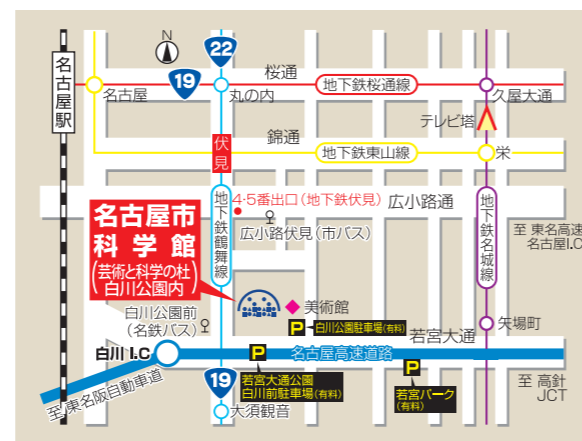 N
22
19
桜通
地下鉄桜通線
名古屋駅
名古屋
丸の内
久屋大通
テレビ塔
伏見
錦通
地下鉄東山線
栄
4・5番出口(地下鉄伏見)
広小路通
名古屋市
科学館
(芸術と科学の杜
白川公園内)
地下鉄鶴舞線
広小路伏見(市バス)
地下鉄名城線
至 東名高速
名古屋I.C
美術館
白川公園前
(名鉄バス)
P
白川公園駐車場(有料)
若宮大通
矢場町
白川I.C
P
名古屋高速道路
P
若宮大通公園
白川前駐車場(有料)
若宮パーク
(有料)
至 高針
JCT
至 東名阪自動車道
19
大須観音